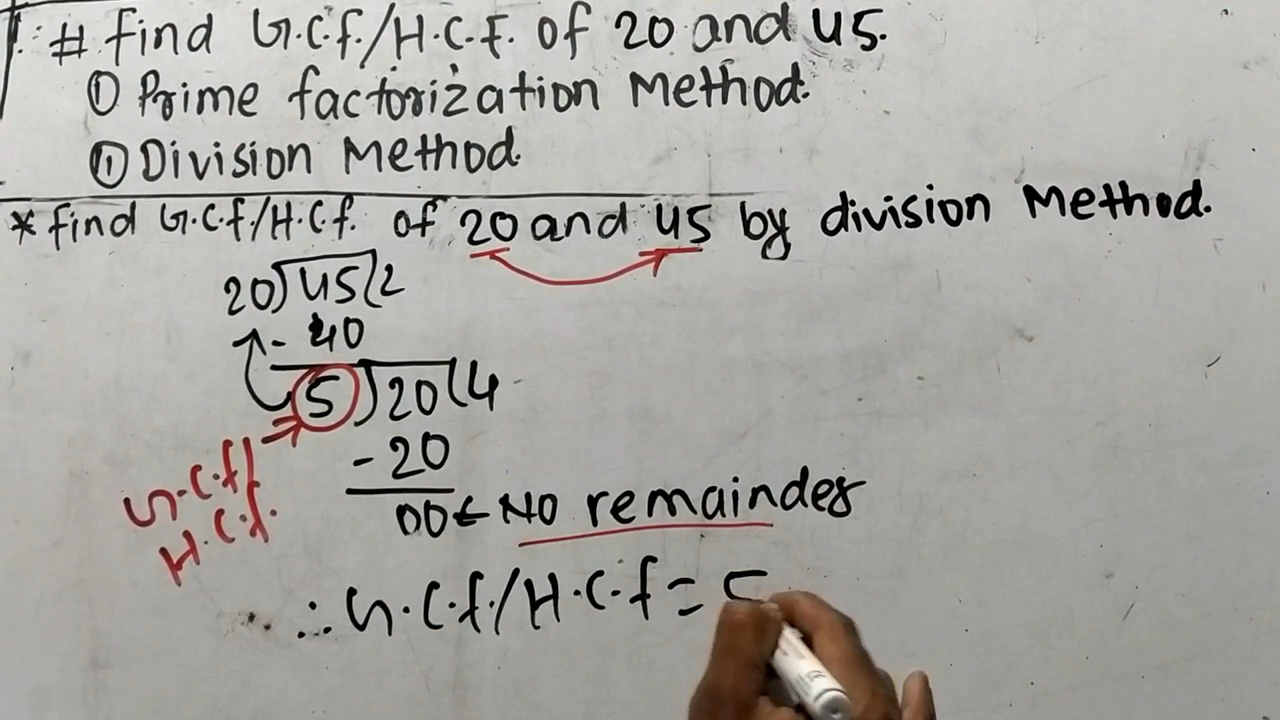 # find G.C.f./H.C.F. of 20 and 45.
① Prime factorization Method.
① Division Method.
* find G.C.f/H.C.f. of 20 and 45 by division Method.
20)45(2
- 40
5)20(4
- 20
00 ← NO remainder
G.C.f/
H.C.f.
∴ G.C.f./H.C.f = 5